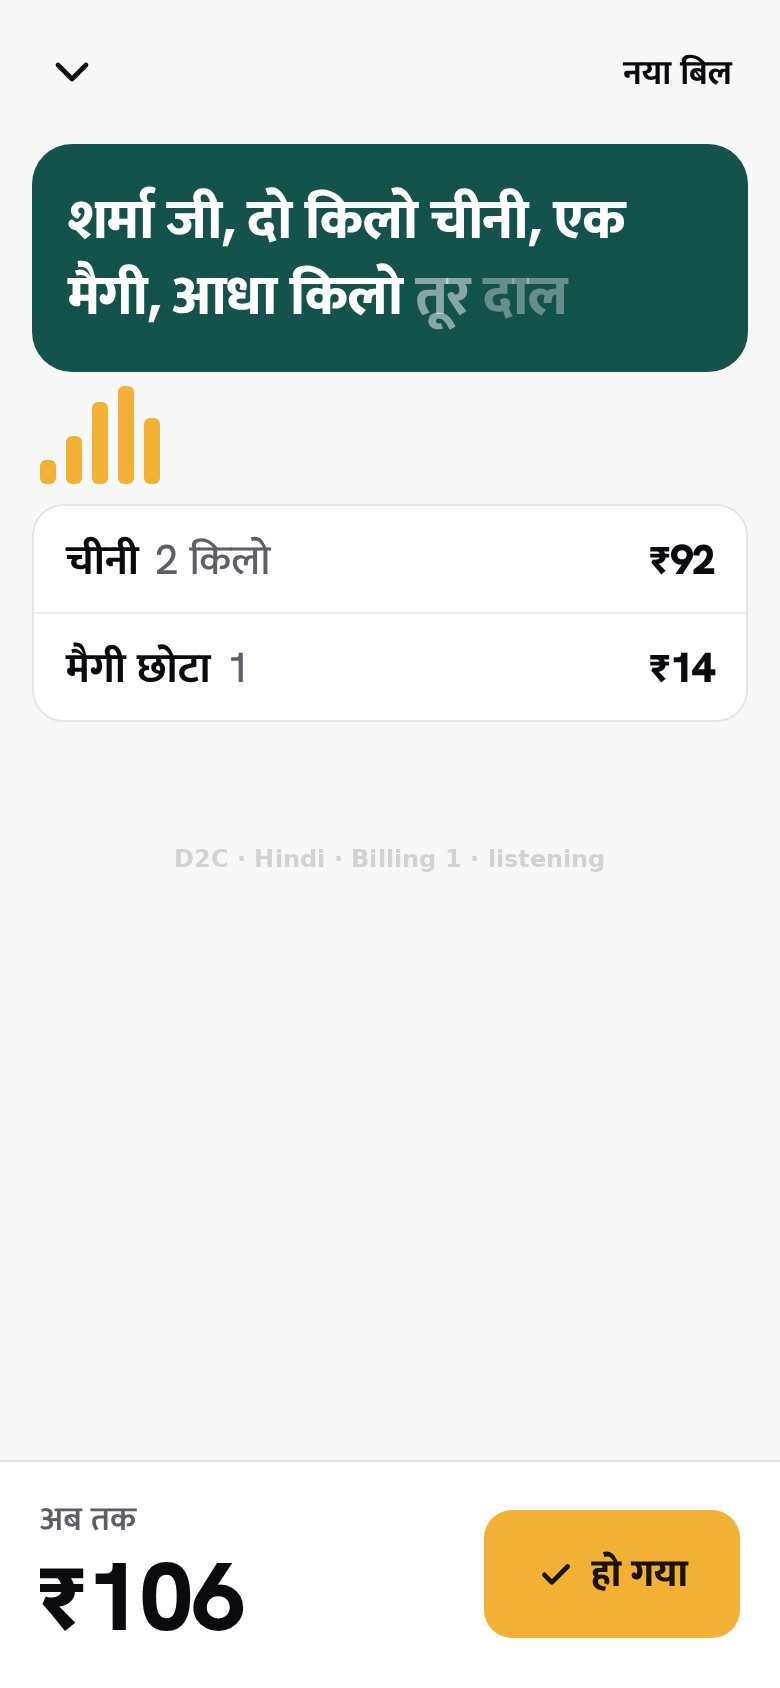 नया बिल
शर्मा जी, दो किलो चीनी, एक
मैगी, आधा किलो तूर दाल
चीनी 2 किलो ₹92
मैगी छोटा 1 ₹14
D2C · Hindi · Billing 1 · listening
अब तक
₹106
हो गया